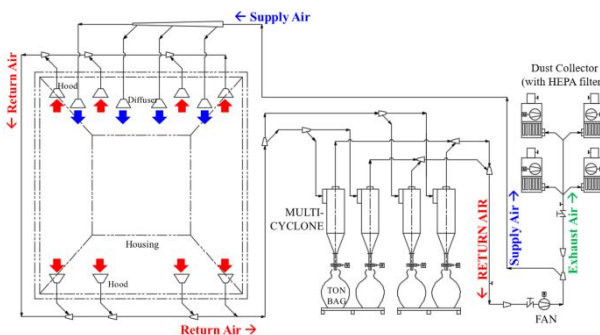 ← Supply Air
Dust Collector
(with HEPA filter
Return Air
Hood
Diffuser
MULTI-
CYCLONE
Housing
TON
BAG
Hood
← RETURN AIR
Supply Air →
Exhaust Air →
Return Air →
FAN